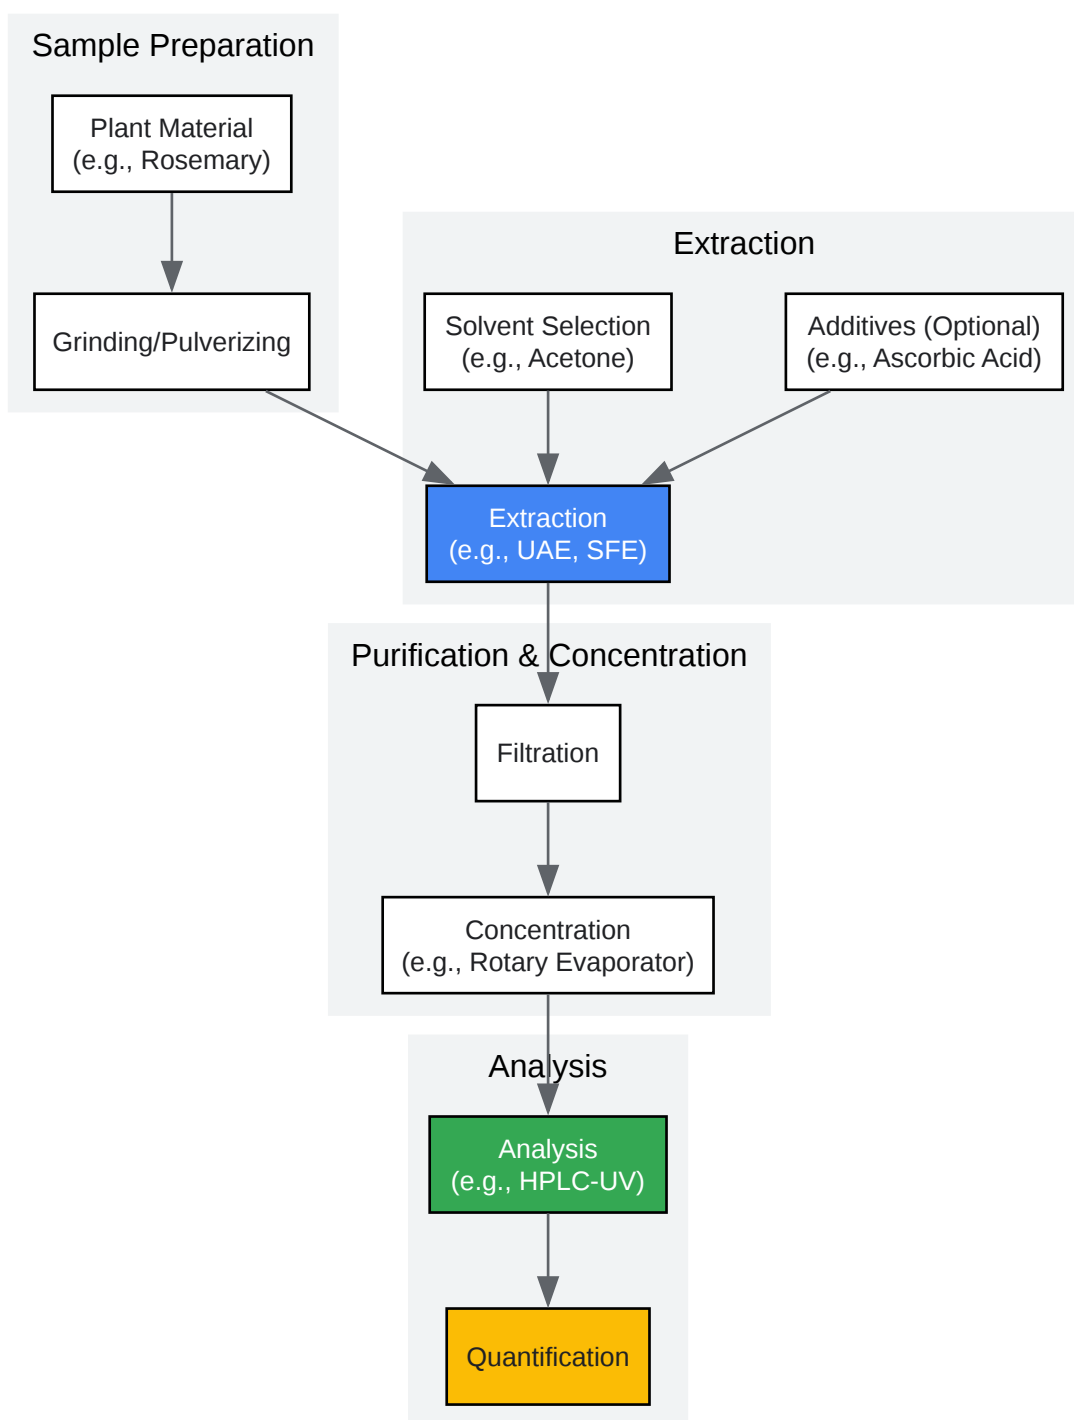 Sample Preparation
Plant Material
(e.g., Rosemary)
Grinding/Pulverizing
Extraction
Solvent Selection
(e.g., Acetone)
Additives (Optional)
(e.g., Ascorbic Acid)
Extraction
(e.g., UAE, SFE)
Purification & Concentration
Filtration
Concentration
(e.g., Rotary Evaporator)
Analysis
Analysis
(e.g., HPLC-UV)
Quantification